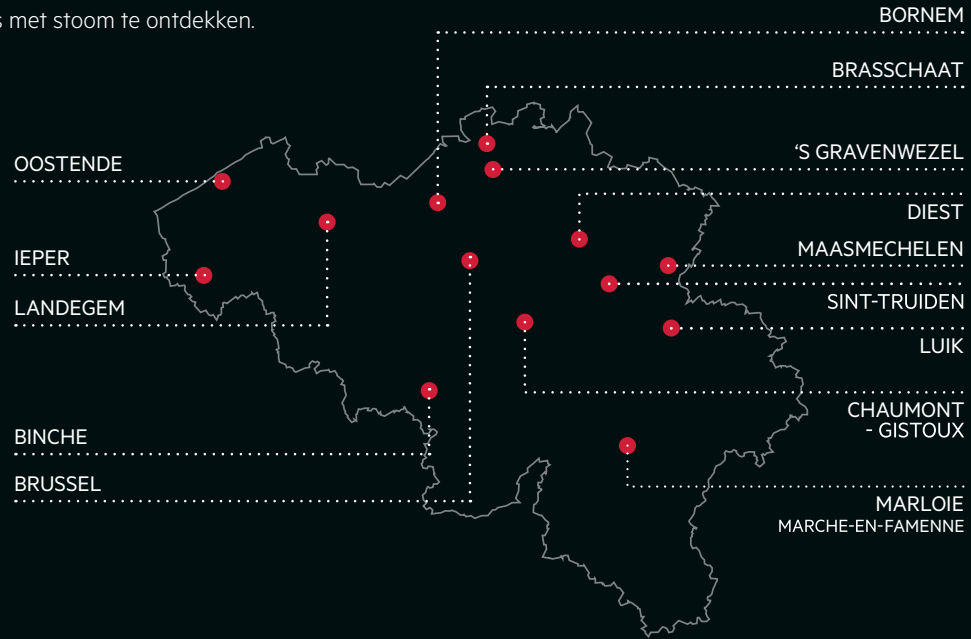 s met stoom te ontdekken.
BORNEM
BRASSCHAAT
‘S GRAVENWEZEL
OOSTENDE
DIEST
MAASMECHELEN
IEPER
SINT-TRUIDEN
LANDEGEM
LUIK
CHAUMONT
- GISTOUX
BINCHE
BRUSSEL
MARLOIE
MARCHE-EN-FAMENNE